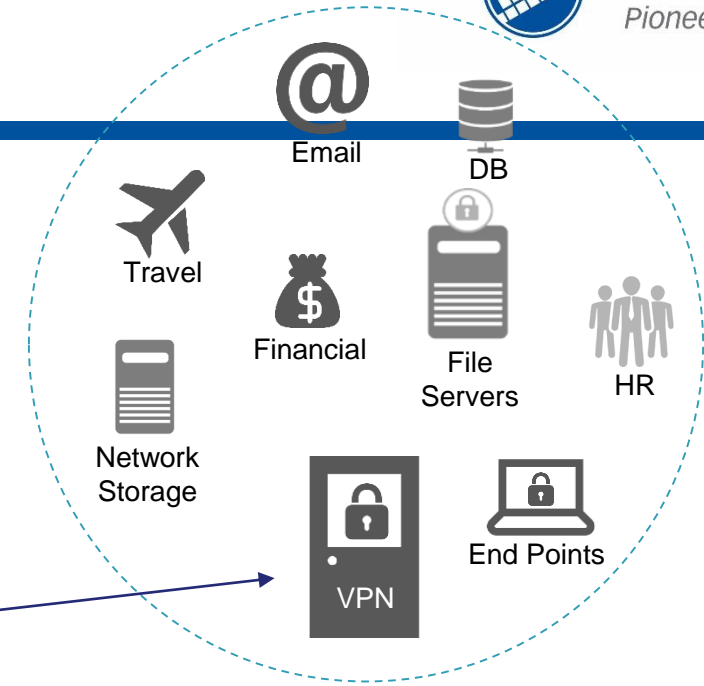 Pionee
Email
DB
Travel
Financial
File
Servers
HR
Network
Storage
End Points
VPN